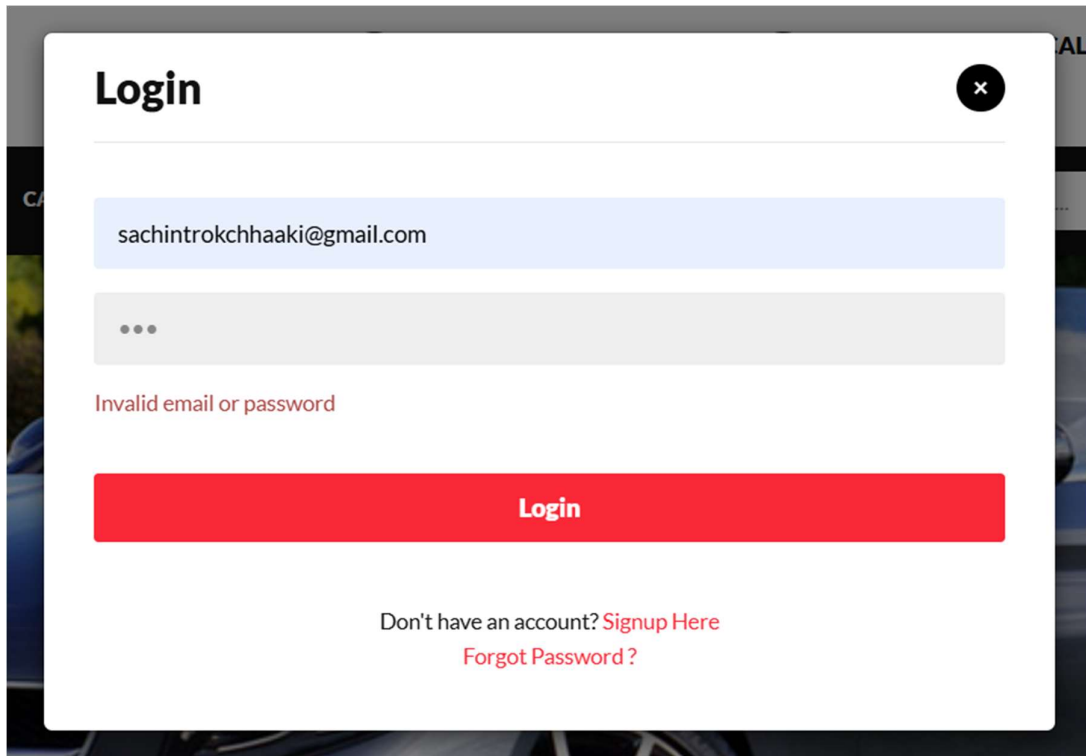 Login
sachintrokchhaaki@gmail.com
Invalid email or password
Login
Don't have an account? Signup Here
Forgot Password ?